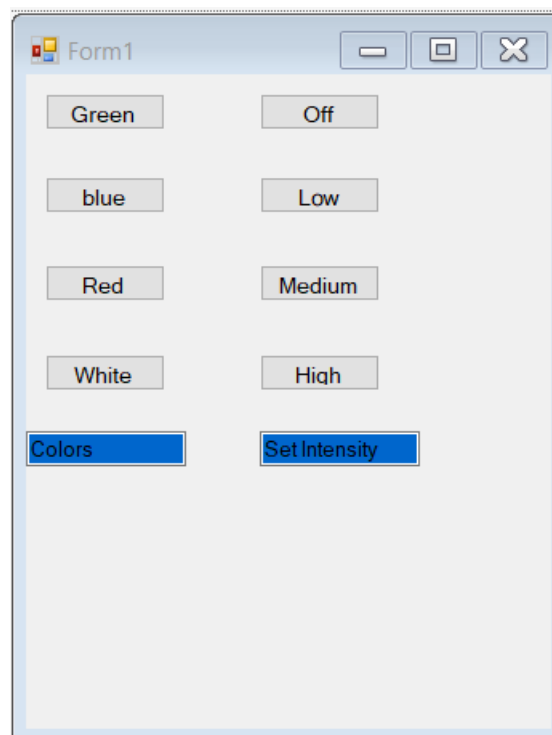 Form1
Green Off
blue Low
Red Medium
White High
Colors Set Intensity